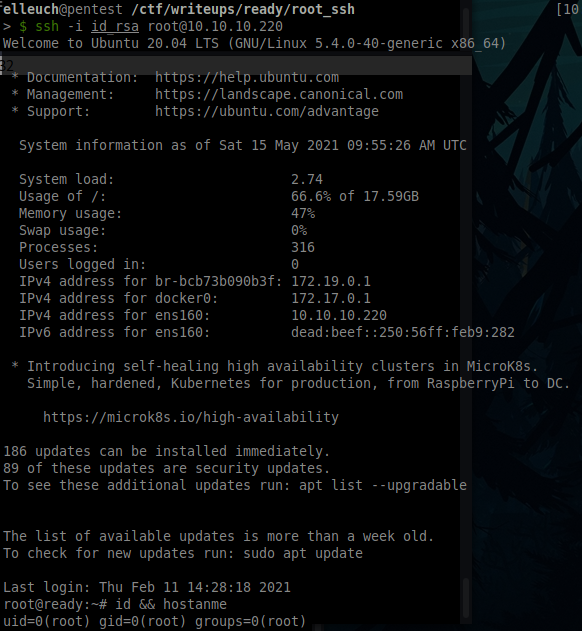 elleuch@pentest /ctf/writeups/ready/root_ssh [10
> $ ssh -i id_rsa root@10.10.10.220
Welcome to Ubuntu 20.04 LTS (GNU/Linux 5.4.0-40-generic x86_64)
32
* Documentation: https://help.ubuntu.com
* Management: https://landscape.canonical.com
* Support: https://ubuntu.com/advantage
System information as of Sat 15 May 2021 09:55:26 AM UTC
System load: 2.74
Usage of /: 66.6% of 17.59GB
Memory usage: 47%
Swap usage: 0%
Processes: 316
Users logged in: 0
IPv4 address for br-bcb73b090b3f: 172.19.0.1
IPv4 address for docker0: 172.17.0.1
IPv4 address for ens160: 10.10.10.220
IPv6 address for ens160: dead:beef::250:56ff:feb9:282
* Introducing self-healing high availability clusters in MicroK8s.
Simple, hardened, Kubernetes for production, from RaspberryPi to DC.
https://microk8s.io/high-availability
186 updates can be installed immediately.
89 of these updates are security updates.
To see these additional updates run: apt list --upgradable
The list of available updates is more than a week old.
To check for new updates run: sudo apt update
Last login: Thu Feb 11 14:28:18 2021
root@ready:~# id && hostanme
uid=0(root) gid=0(root) groups=0(root)